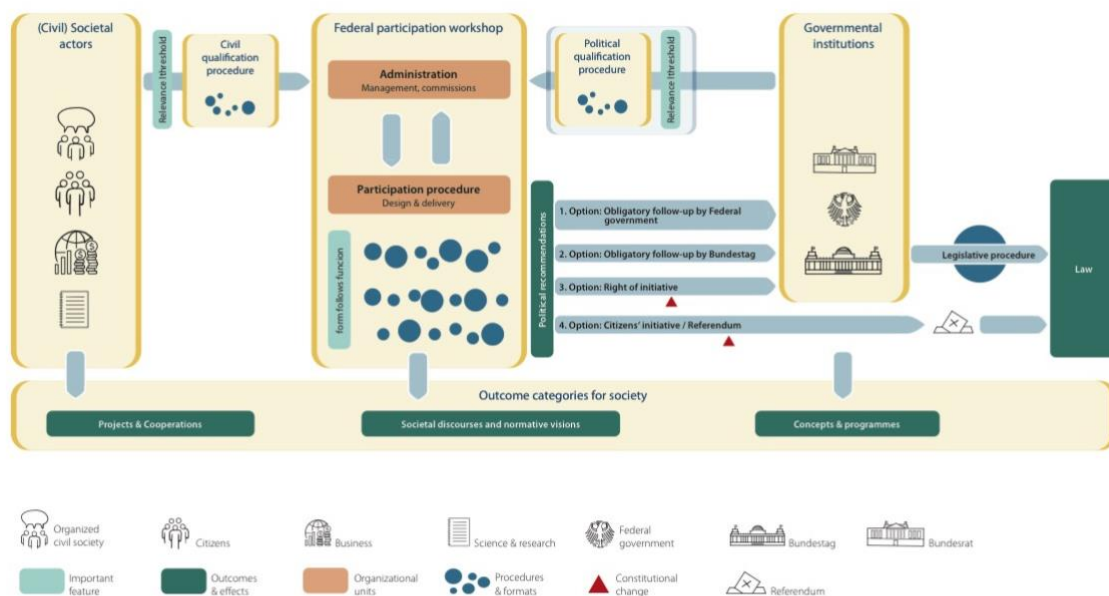 (Civil) Societal
actors
Relevance threshold
Civil
qualification
procedure
Federal participation workshop
Administration
Management, commissions
Participation procedure
Design & delivery
form follows funcion
Political
qualification
procedure
Relevance threshold
Governmental
institutions
Political recommendations
1. Option: Obligatory follow-up by Federal
government
2. Option: Obligatory follow-up by Bundestag
3. Option: Right of initiative
4. Option: Citizens' initiative / Referendum
Legislative procedure
Law
Outcome categories for society
Projects & Cooperations
Societal discourses and normative visions
Concepts & programmes
Organized
civil society
Citizens
Business
Science & research
Federal
government
Bundestag
Bundesrat
Important
feature
Outcomes
& effects
Organizational
units
Procedures
& formats
Constitutional
change
Referendum